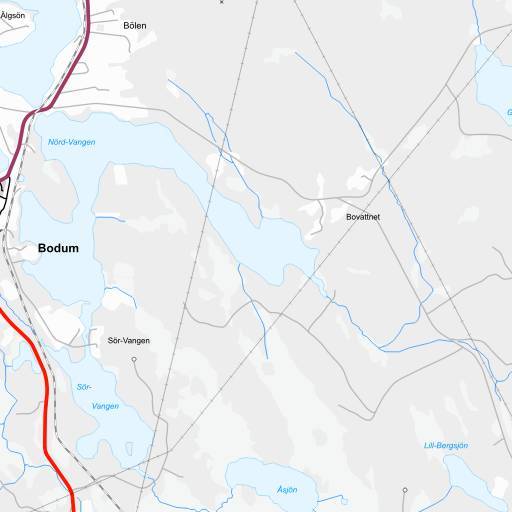 Älgsön
Bölen
Nörd-Vangen
Bovattnet
Bodum
Sör-Vangen
Sör-
Vangen
Lill-Bergsjön
Åsjön